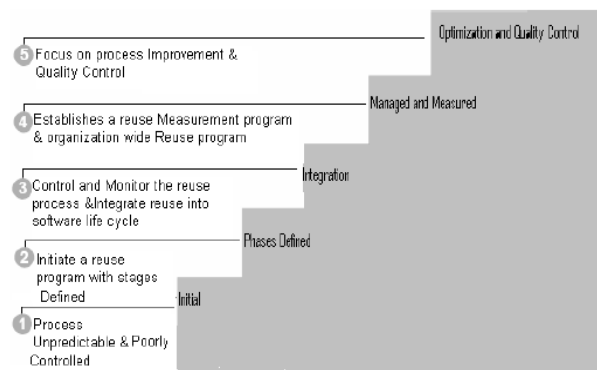 Optimization and Quality Control
5 Focus on process Improvement &
Quality Control
Managed and Measured
4 Establishes a reuse Measurement program
& organization wide Reuse program
Integration
3 Control and Monitor the reuse
process &Integrate reuse into
software life cycle
Phases Defined
2 Initiate a reuse
program with stages
Defined
Initial
1 Process
Unpredictable & Poorly
Controlled